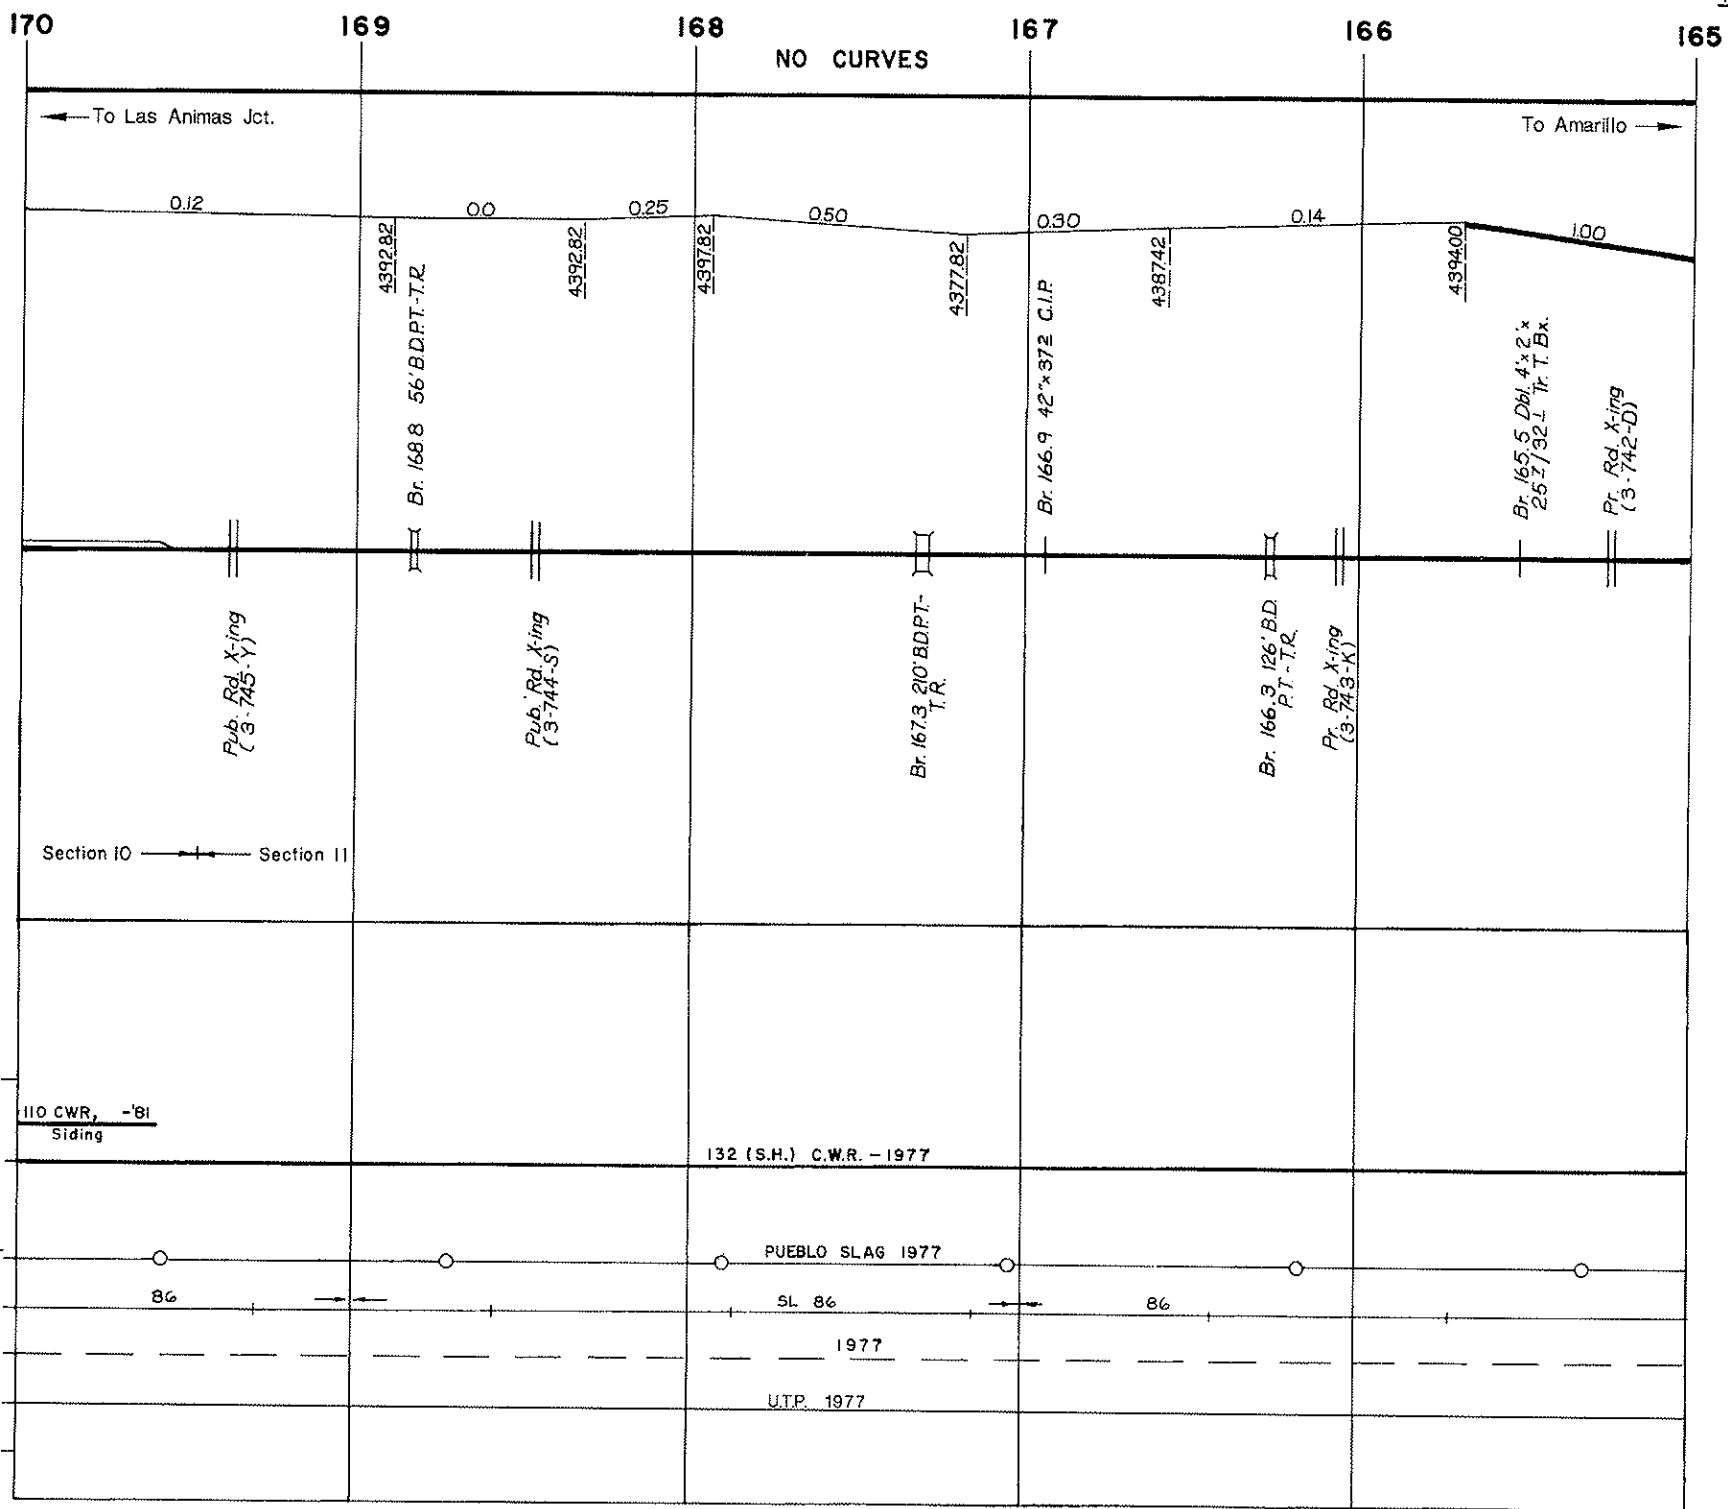 170 169 168 167 166 165
NO CURVES
To Las Animas Jct.
To Amarillo
0.12 0.0 0.25 0.50 0.30 0.14 1.00
4392.82
4392.82
4397.82
4377.82
4387.42
4394.00
Br. 168.8 56' B.D.P.T.-T.R.
Br. 166.9 42"x37± C.I.P.
Br. 165.5 Dbl. 4'x2'x
Tr. T. Bx.
Pr. Rd. X-ing
(3-742-D)
Pub. Rd. X-ing
(3-745-Y)
Pub. Rd. X-ing
(3-744-S)
Br. 167.3 210' B.D.P.T.-
T.R.
Br. 166.3 126' B.D.
P.T.-T.R.
Pr. Rd. X-ing
(3-743-K)
Section 10 Section 11
110 CWR, -'81
Siding
132 (S.H.) C.W.R. - 1977
PUEBLO SLAG 1977
86 SL 86 86
1977
U.T.P. 1977